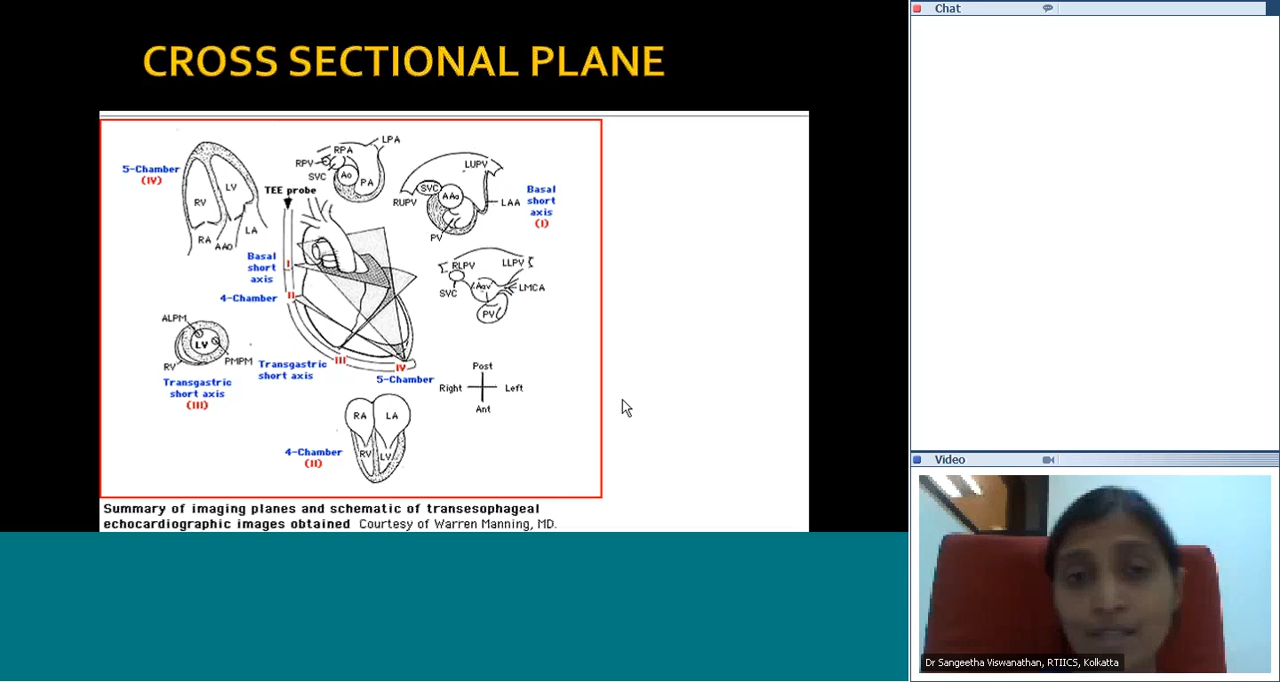 CROSS SECTIONAL PLANE
5-Chamber
(IV)
RV
LV
RA
AAo
LA
TEE probe
LPA
RPA
RPV
SVC
Ao
PA
LUPV
SVC
AAo
RUPV
LAA
PV
Basal
short
axis
(I)
Basal
short
axis
I
4-Chamber
II
RLPV
LLPV
SVC
Aov
LMCA
PV
ALPM
LV
RV
PMPM
Transgastric
short axis
(III)
Transgastric
short axis
III
IV
5-Chamber
Post
Right
Left
Ant
RA
LA
RV
LV
4-Chamber
(II)
Summary of imaging planes and schematic of transesophageal
echocardiographic images obtained Courtesy of Warren Manning, MD.
Chat
Video
Dr Sangeetha Viswanathan, RTIICS, Kolkatta